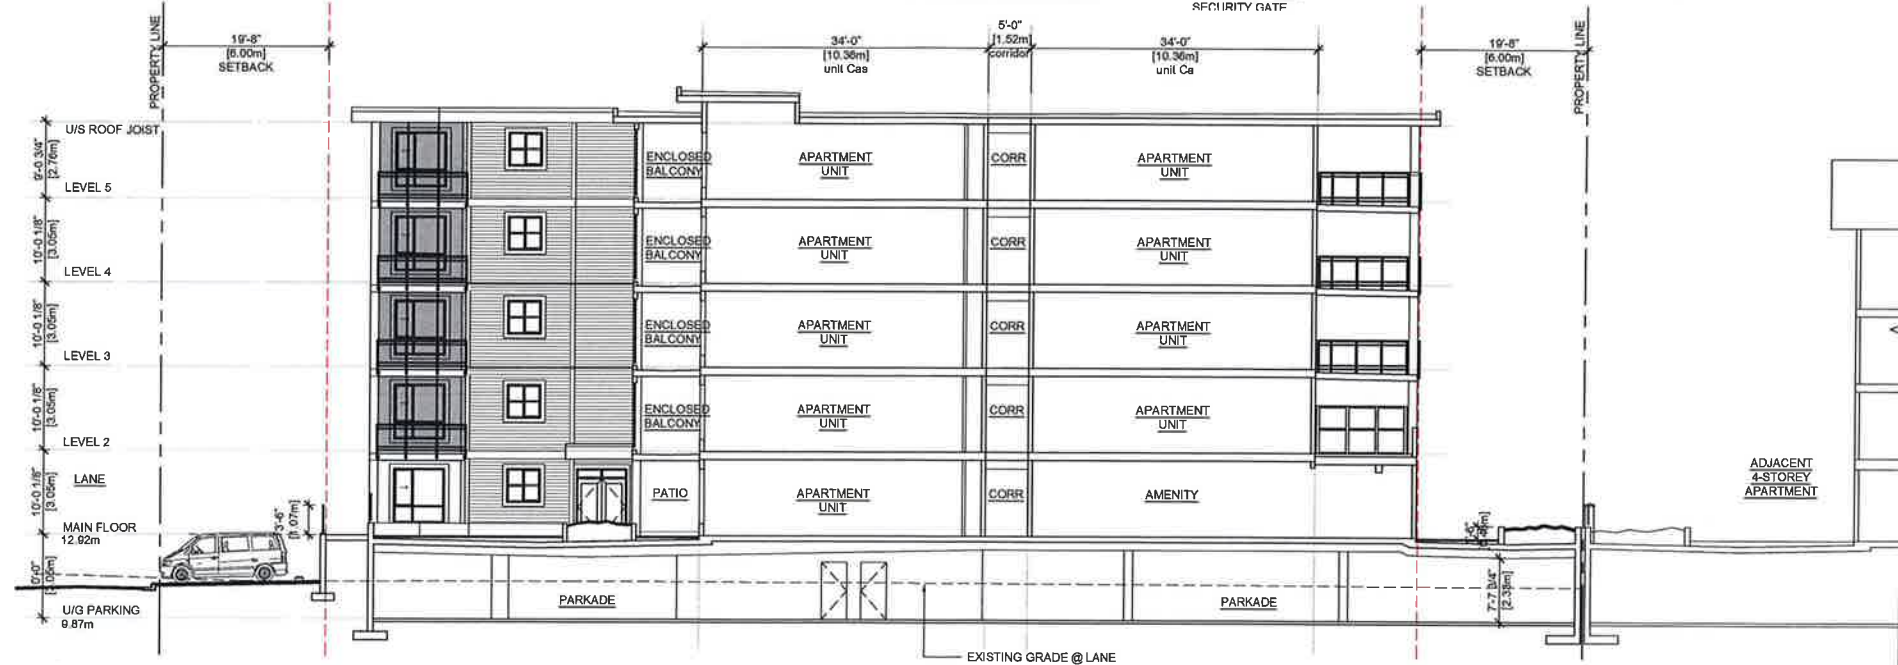 SECURITY GATE
PROPERTY LINE
19'-8"
[6.00m]
SETBACK
34'-0"
[10.36m]
unit Cas
5'-0"
[1.52m]
corridor
34'-0"
[10.36m]
unit Ca
19'-8"
[6.00m]
SETBACK
PROPERTY LINE
U/S ROOF JOIST
9'-0 3/4"
[2.76m]
LEVEL 5
10'-0 1/8"
[3.05m]
LEVEL 4
10'-0 1/8"
[3.05m]
LEVEL 3
10'-0 1/8"
[3.05m]
LEVEL 2
10'-0 1/8"
[3.05m]
LANE
MAIN FLOOR
12.92m
U/G PARKING
9.87m
3'-6"
[1.07m]
ENCLOSED
BALCONY
APARTMENT
UNIT
CORR
APARTMENT
UNIT
ENCLOSED
BALCONY
APARTMENT
UNIT
CORR
APARTMENT
UNIT
ENCLOSED
BALCONY
APARTMENT
UNIT
CORR
APARTMENT
UNIT
ENCLOSED
BALCONY
APARTMENT
UNIT
CORR
APARTMENT
UNIT
PATIO
APARTMENT
UNIT
CORR
AMENITY
ADJACENT
4-STOREY
APARTMENT
PARKADE
PARKADE
7'-7 3/4"
[2.33m]
EXISTING GRADE @ LANE